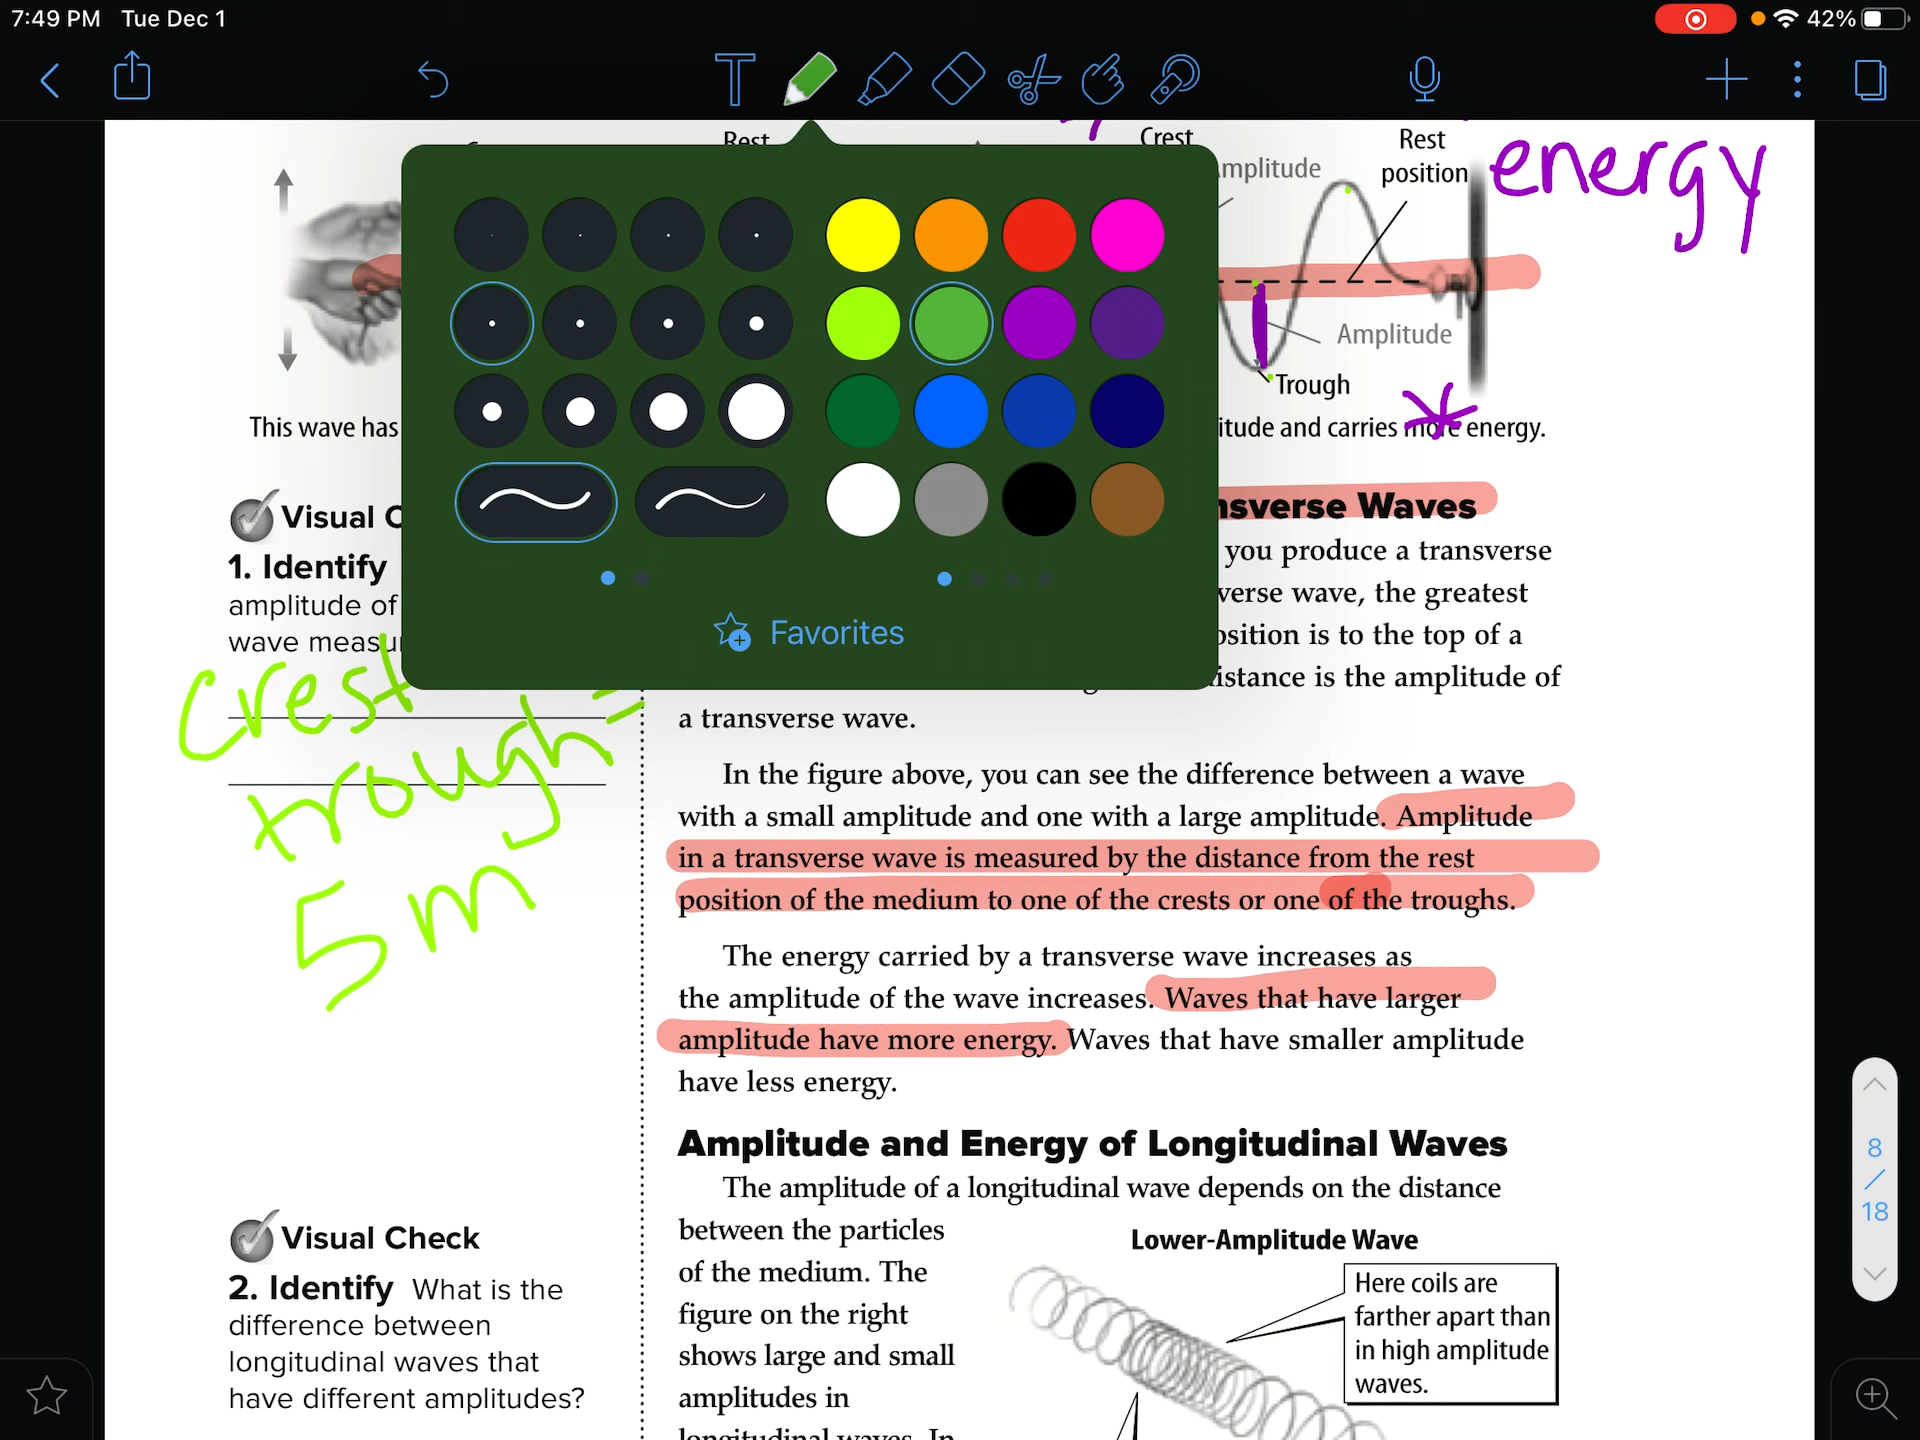 7:49 PM Tue Dec 1
42%
Rest
Crest
Amplitude
Rest
position
energy
Amplitude
Trough
This wave has
itude and carries more energy.
Visual C
1. Identify
amplitude of
wave measu
crest
trough=
5m
nsverse Waves
you produce a transverse
verse wave, the greatest
osition is to the top of a
istance is the amplitude of
a transverse wave.
Favorites
In the figure above, you can see the difference between a wave
with a small amplitude and one with a large amplitude. Amplitude
in a transverse wave is measured by the distance from the rest
position of the medium to one of the crests or one of the troughs.
The energy carried by a transverse wave increases as
the amplitude of the wave increases. Waves that have larger
amplitude have more energy. Waves that have smaller amplitude
have less energy.
Amplitude and Energy of Longitudinal Waves
The amplitude of a longitudinal wave depends on the distance
between the particles
of the medium. The
figure on the right
shows large and small
amplitudes in
longitudinal waves. In
Lower-Amplitude Wave
Here coils are
farther apart than
in high amplitude
waves.
Visual Check
2. Identify What is the
difference between
longitudinal waves that
have different amplitudes?
8
/
18